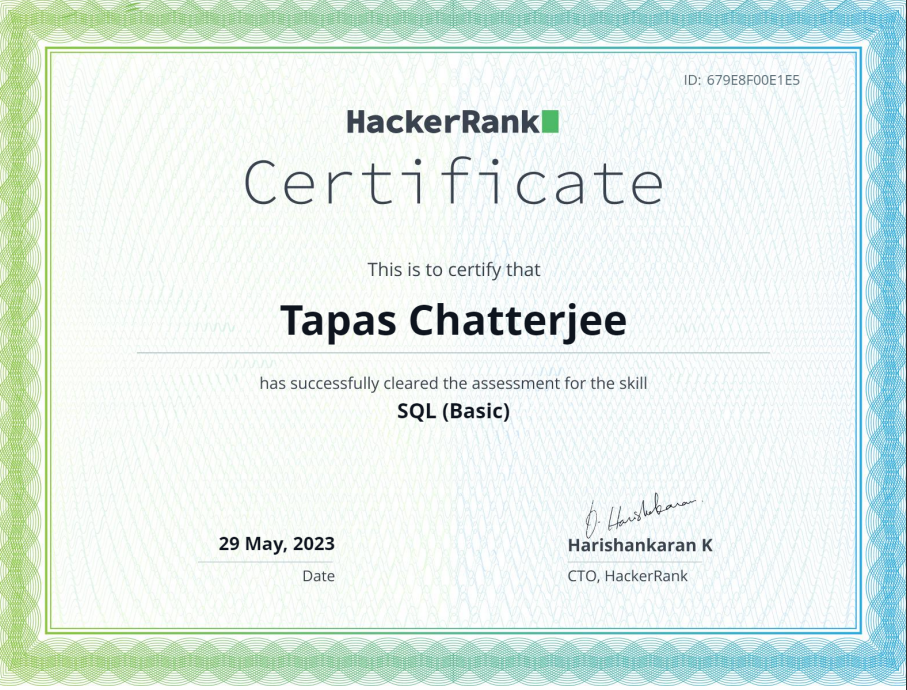 ID: 679E8F00E1E5
HackerRank
Certificate
This is to certify that
Tapas Chatterjee
has successfully cleared the assessment for the skill
SQL (Basic)
29 May, 2023
Date
Harishankaran K
CTO, HackerRank